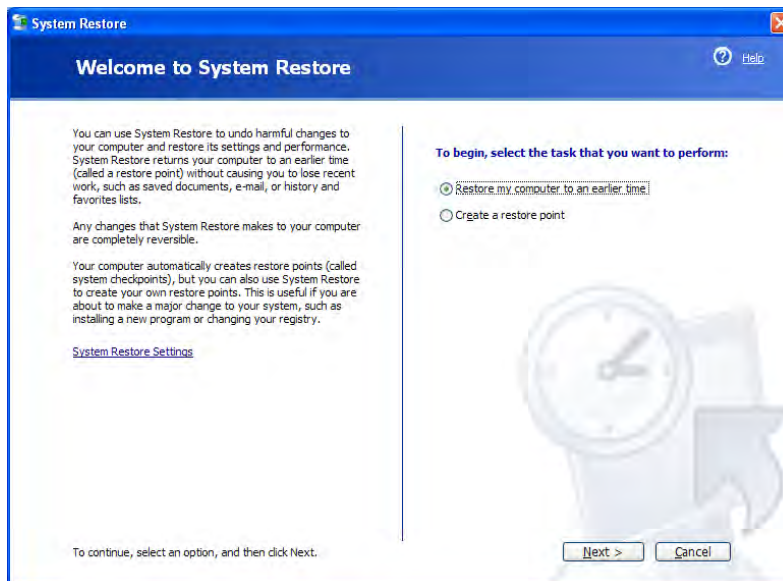 System Restore
Welcome to System Restore
Help
You can use System Restore to undo harmful changes to
your computer and restore its settings and performance.
System Restore returns your computer to an earlier time
(called a restore point) without causing you to lose recent
work, such as saved documents, e-mail, or history and
favorites lists.
Any changes that System Restore makes to your computer
are completely reversible.
Your computer automatically creates restore points (called
system checkpoints), but you can also use System Restore
to create your own restore points. This is useful if you are
about to make a major change to your system, such as
installing a new program or changing your registry.
System Restore Settings
To begin, select the task that you want to perform:
Restore my computer to an earlier time
Create a restore point
To continue, select an option, and then click Next.
Next >
Cancel